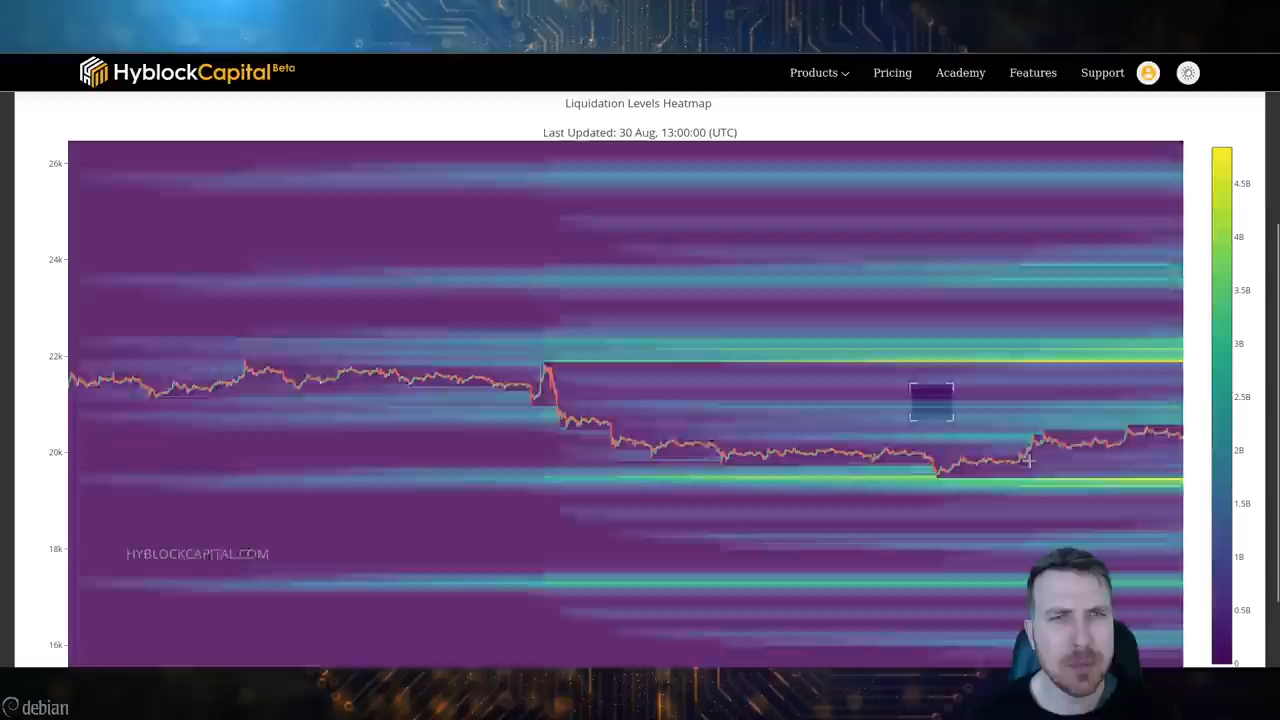 HyblockCapital Beta
Products Pricing Academy Features Support
Liquidation Levels Heatmap
Last Updated: 30 Aug, 13:00:00 (UTC)
26k
24k
22k
20k
18k
16k
HYBLOCKCAPITAL.COM
4.5B
4B
3.5B
3B
2.5B
2B
1.5B
1B
0.5B
0
debian